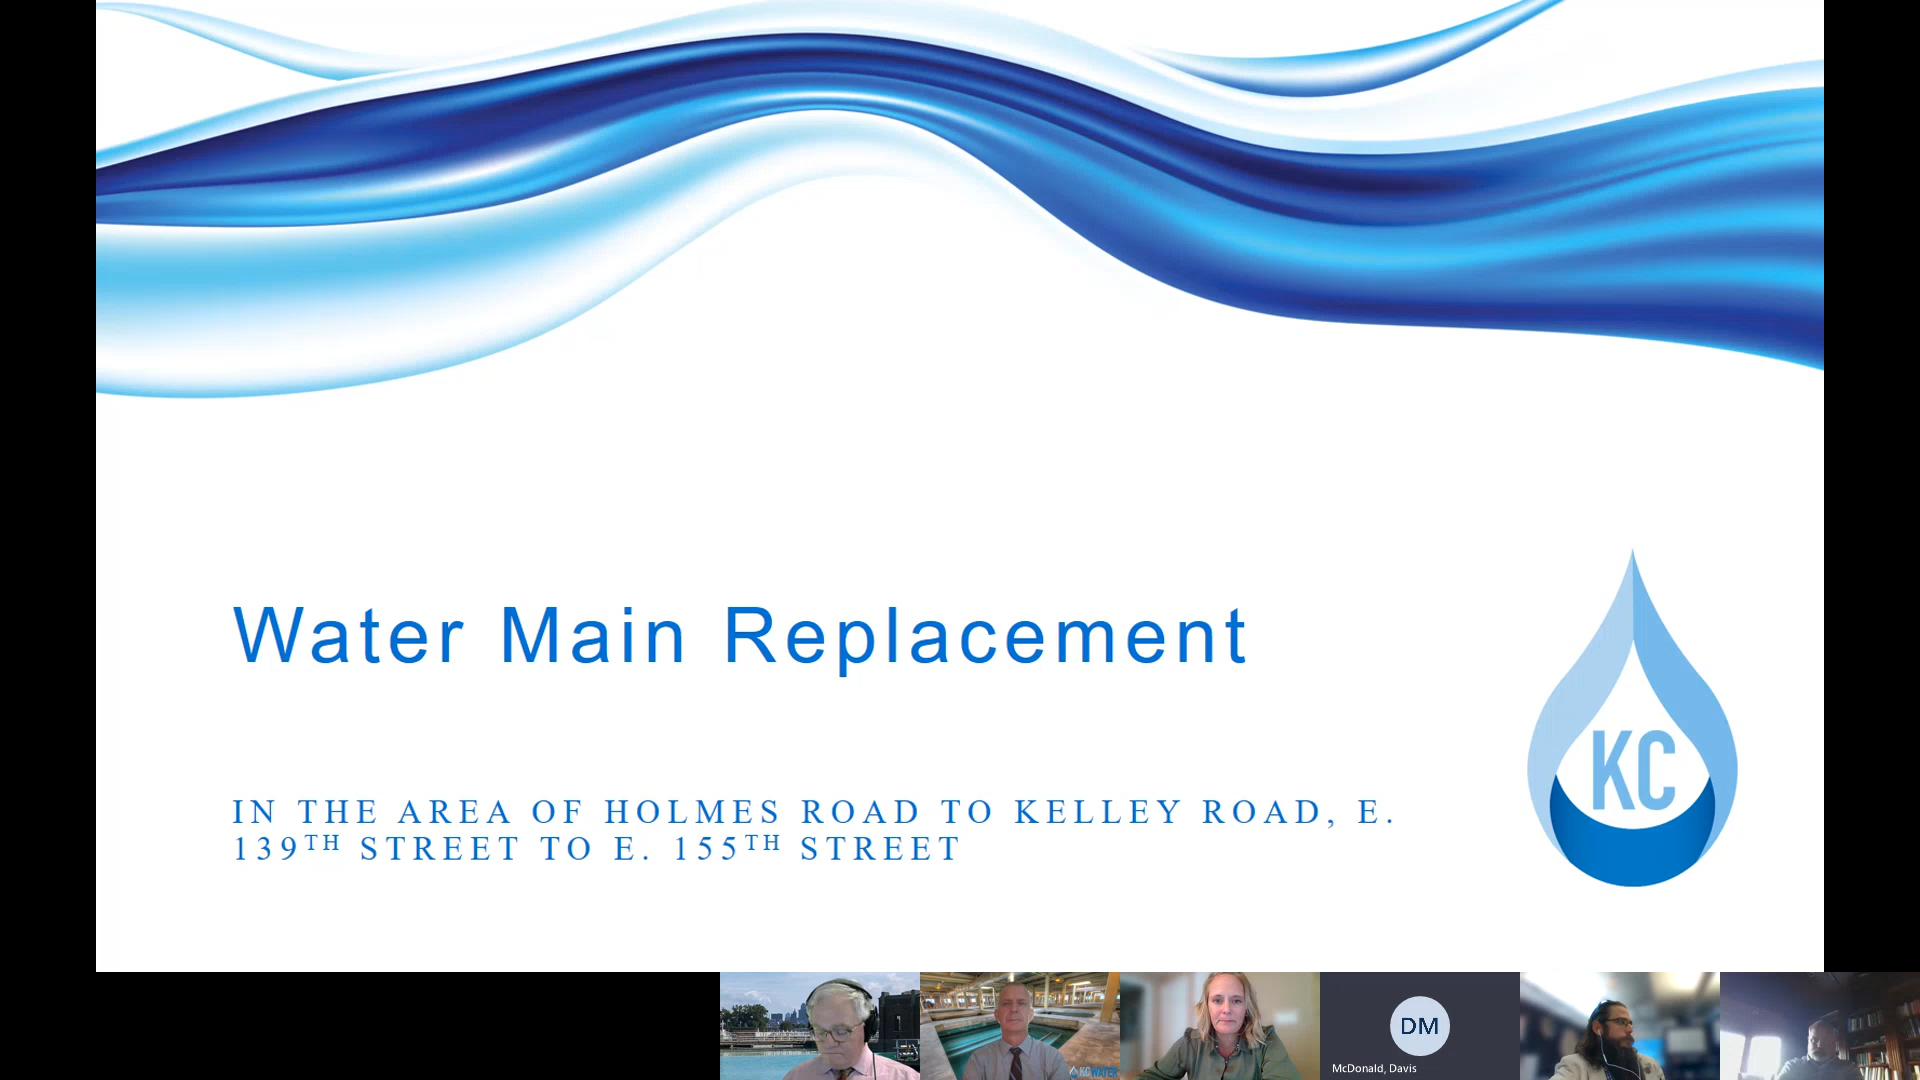 Water Main Replacement
IN THE AREA OF HOLMES ROAD TO KELLEY ROAD, E.
139TH STREET TO E. 155TH STREET
KC
KCWATER
DM
McDonald, Davis